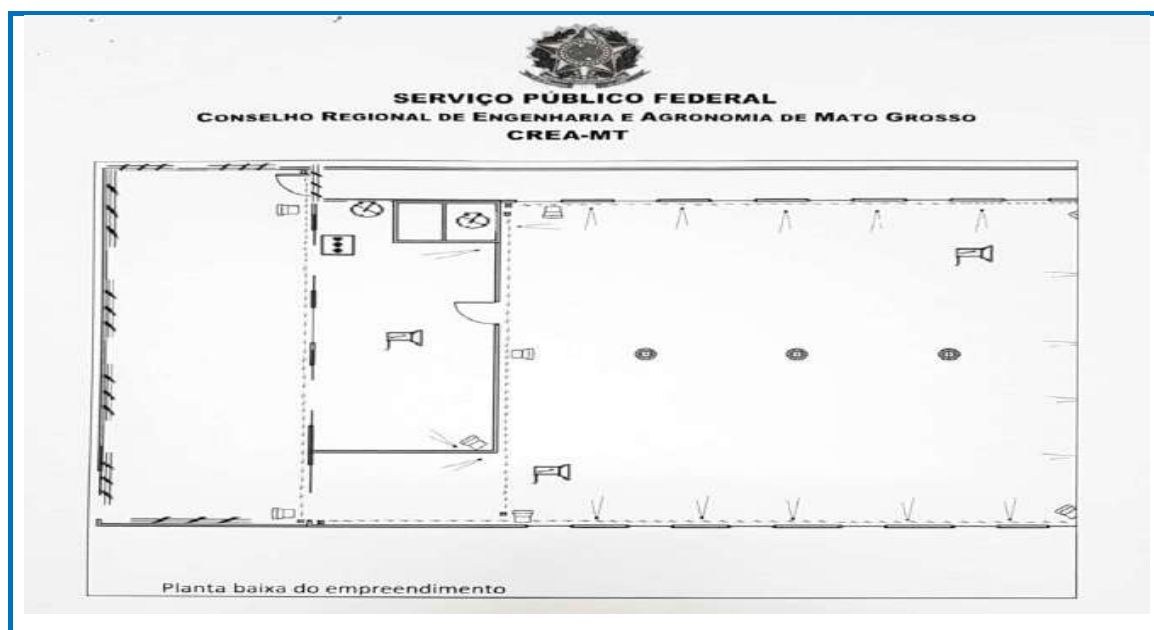 SERVIÇO PÚBLICO FEDERAL
CONSELHO REGIONAL DE ENGENHARIA E AGRONOMIA DE MATO GROSSO
CREA-MT
Planta baixa do empreendimento